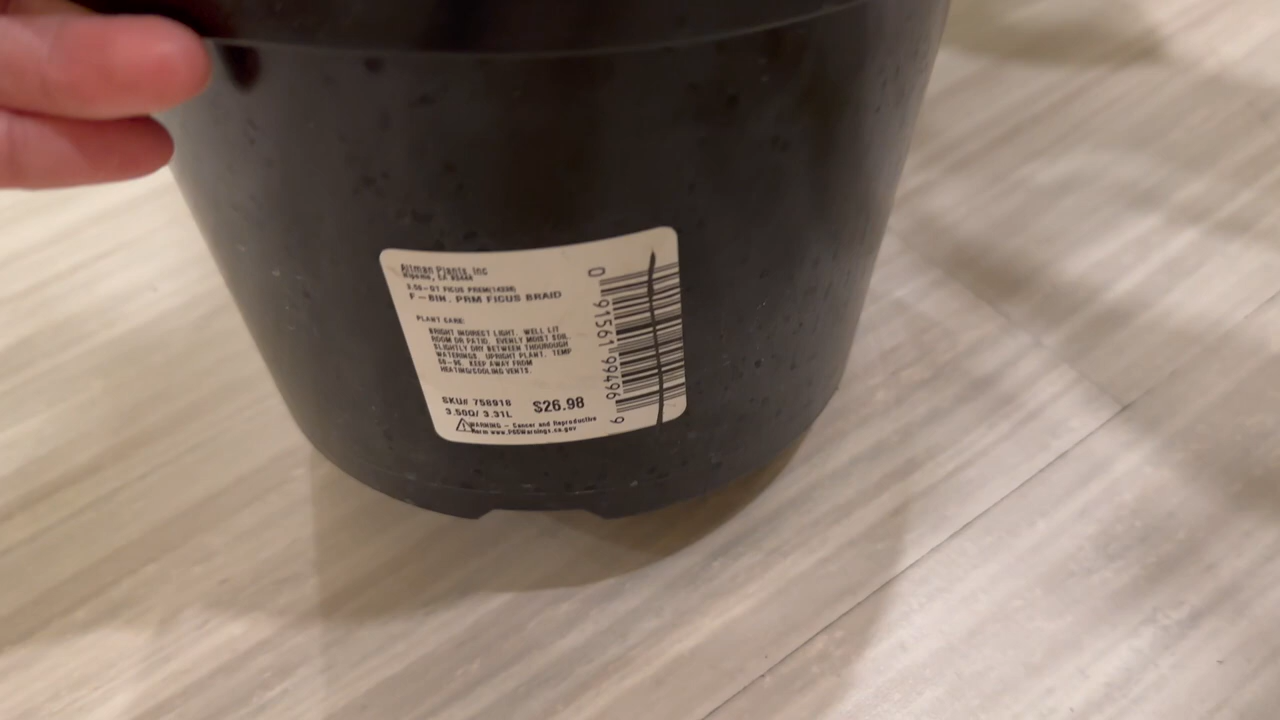 Altman Plants, Inc
3.50-QT FICUS PREM(14208)
F-BIN. PRM FICUS BRAID
PLANT CARE:
BRIGHT INDIRECT LIGHT. WELL LIT
ROOM OR PATIO. EVENLY MOIST SOIL.
SLIGHTLY DRY BETWEEN THOUROUGH
WATERINGS. UPRIGHT PLANT. TEMP
KEEP AWAY FROM
HEATING/COOLING VENTS.
SKU# 758918
$26.98
3.50Q/ 3.31L
WARNING - Cancer and Reproductive
Harm www.P65Warnings.ca.gov
0 91561 99496 9